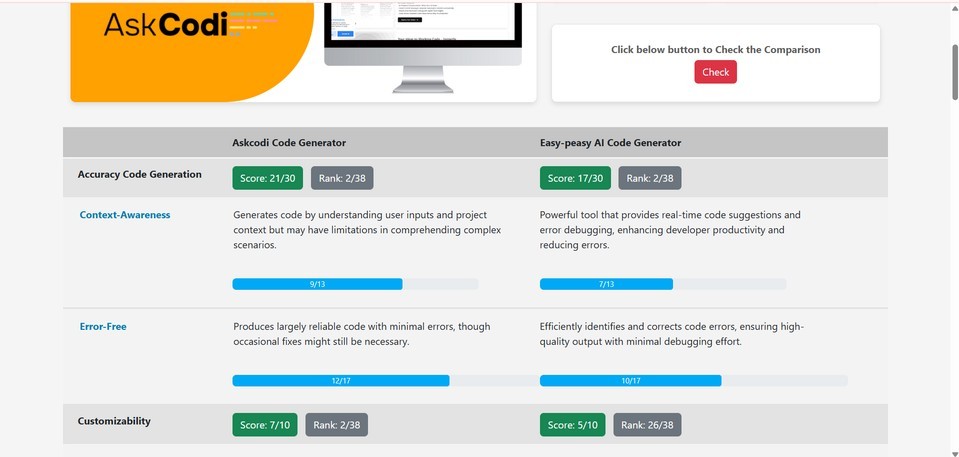 AskCodi
Click below button to Check the Comparison
Check
Askcodi Code Generator
Easy-peasy AI Code Generator
Accuracy Code Generation
Score: 21/30
Rank: 2/38
Score: 17/30
Rank: 2/38
Context-Awareness
Generates code by understanding user inputs and project
context but may have limitations in comprehending complex
scenarios.
Powerful tool that provides real-time code suggestions and
error debugging, enhancing developer productivity and
reducing errors.
9/13
7/13
Error-Free
Produces largely reliable code with minimal errors, though
occasional fixes might still be necessary.
Efficiently identifies and corrects code errors, ensuring high-
quality output with minimal debugging effort.
12/17
10/17
Customizability
Score: 7/10
Rank: 2/38
Score: 5/10
Rank: 26/38